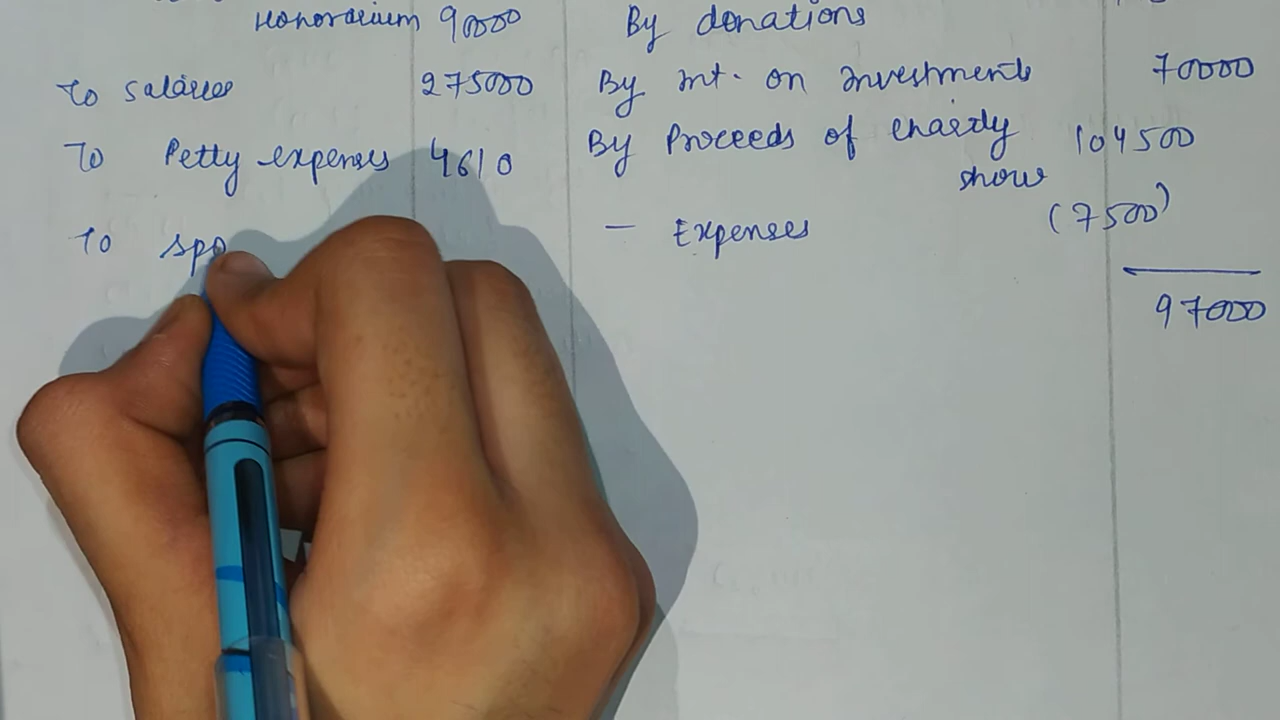 Honorarium 90000 By donations
To Salaries 275000 By Int. on Investments 70000
To Petty expenses 4610 By Proceeds of charity 104500
show
To spo — Expenses (7500)
97000